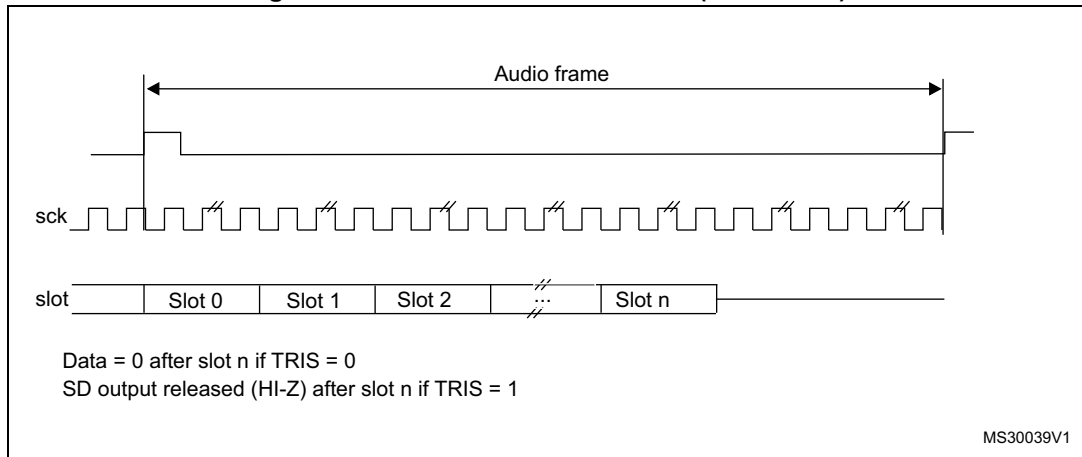 Audio frame
sck
slot
Slot 0 Slot 1 Slot 2 ... Slot n
Data = 0 after slot n if TRIS = 0
SD output released (HI-Z) after slot n if TRIS = 1
MS30039V1